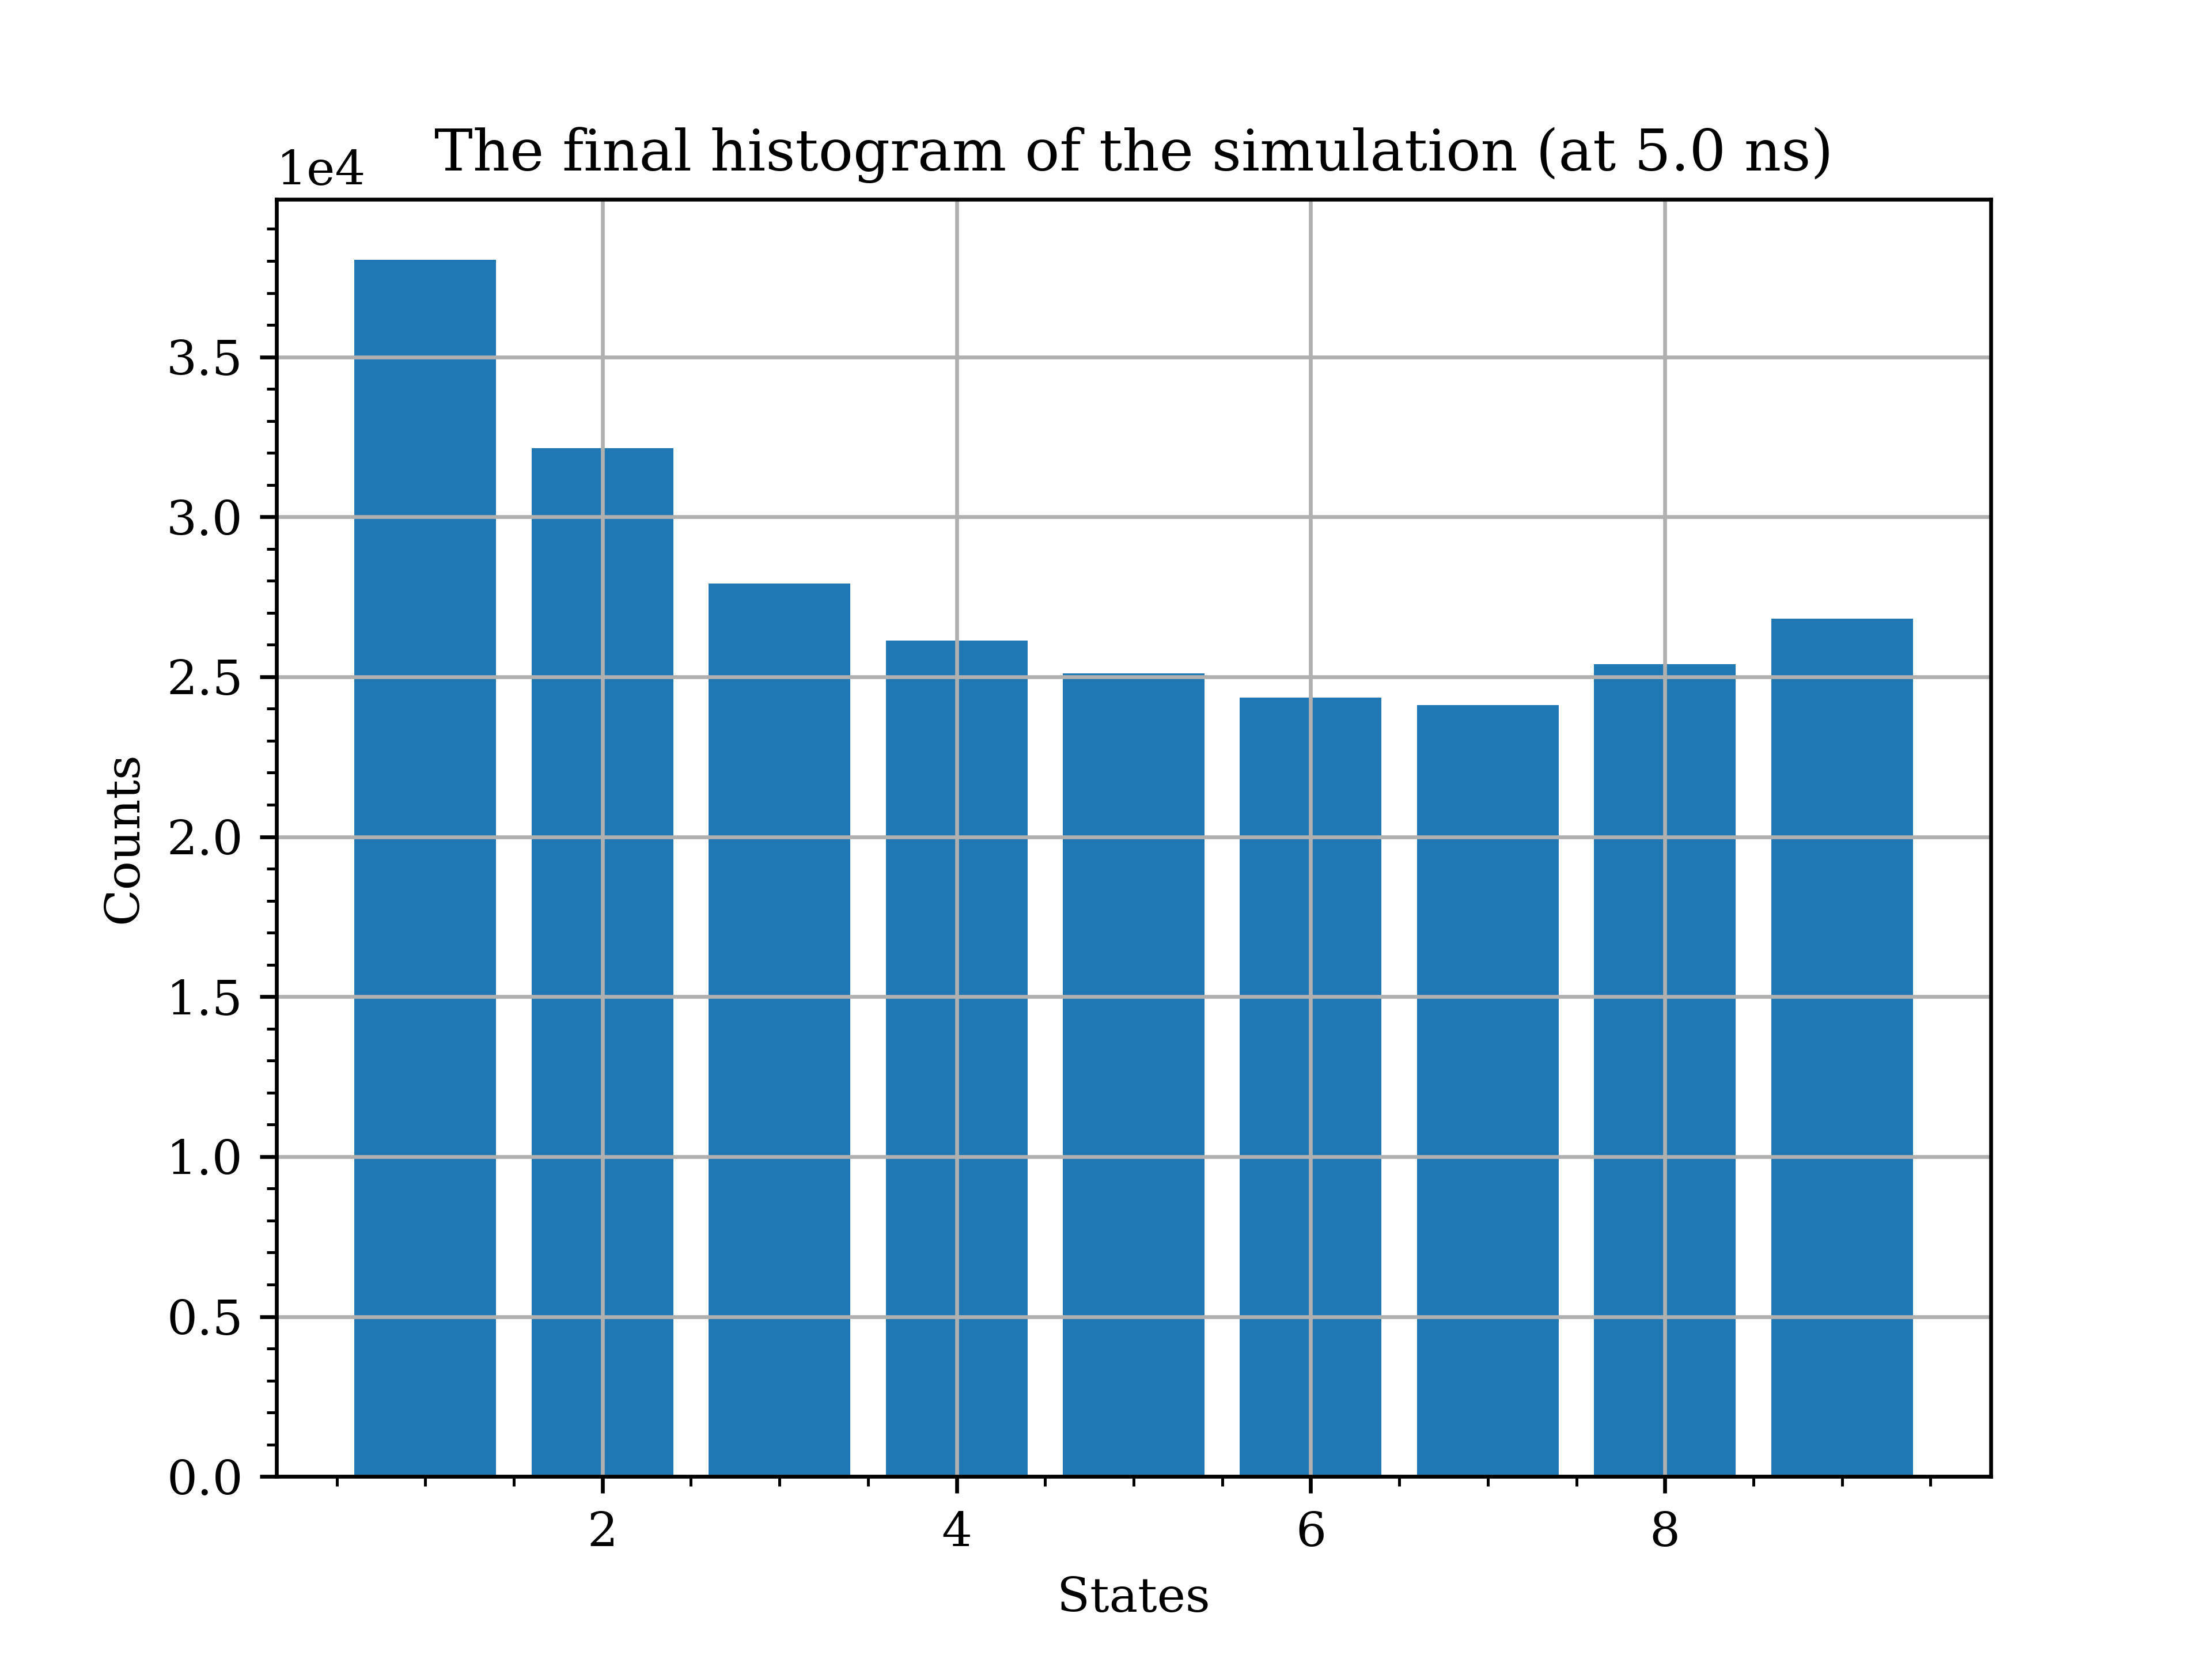 The final histogram of the simulation (at 5.0 ns)
1e4
3.5
3.0
2.5
2.0
1.5
1.0
0.5
0.0
Counts
2 4 6 8
States